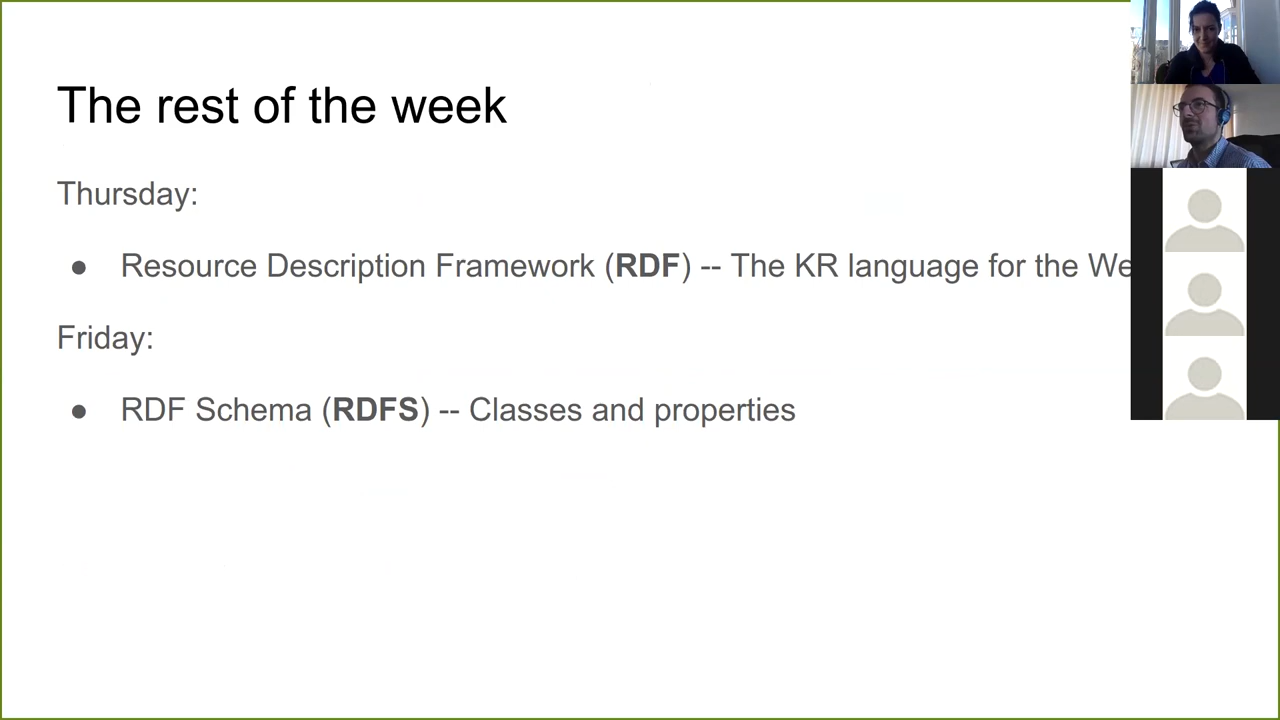 The rest of the week
Thursday:
● Resource Description Framework (RDF) -- The KR language for the We
Friday:
● RDF Schema (RDFS) -- Classes and properties